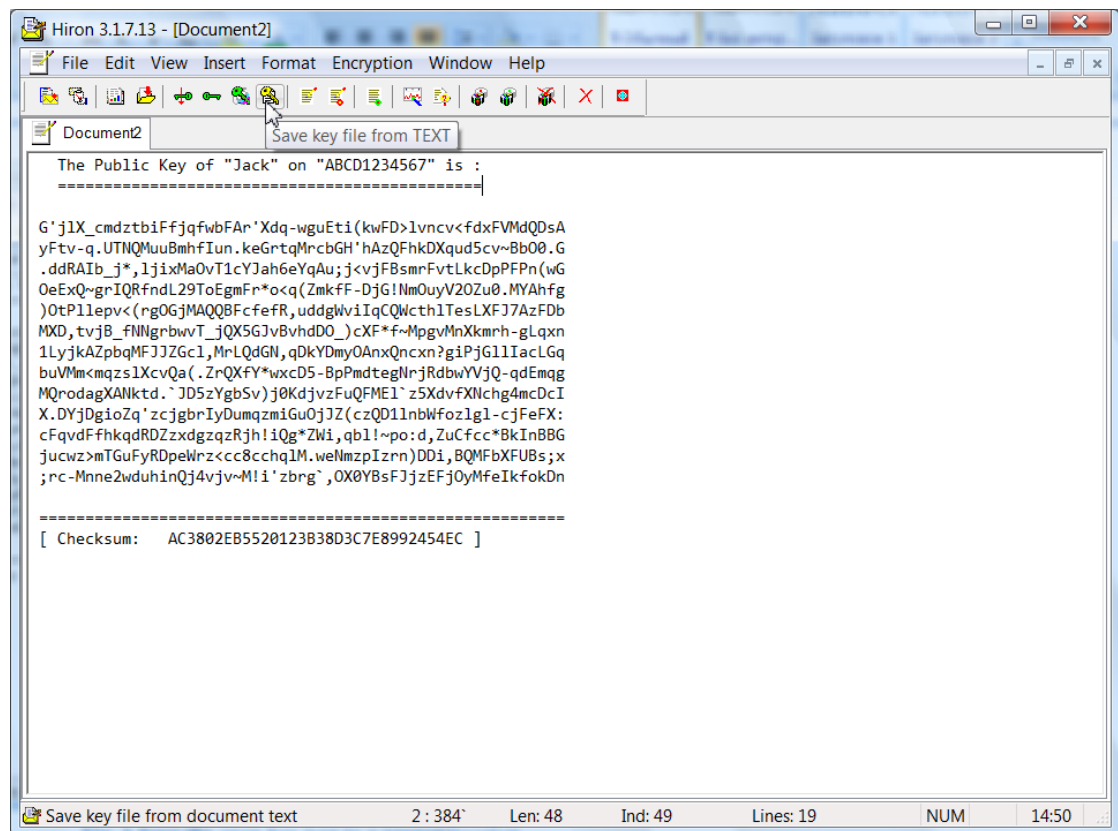 Hiron 3.1.7.13 - [Document2]
File Edit View Insert Format Encryption Window Help
Document2
Save key file from TEXT
The Public Key of "Jack" on "ABCD1234567" is :
==============================================
G'jlX_cmdztbiFfjqfwbFAr'Xdq-wguEti(kwFD>lvncv<fdxFVMdQDsA
yFtv-q.UTNQMuuBmhfIun.keGrtqMrcbGH'hAzQFhkDXqud5cv~BbO0.G
.ddRAIb_j*,ljixMaOvT1cYJah6eYqAu;j<vjFBsmrFvtLkcDpPFPn(wG
OeExQ~grIQRfndL29ToEgmFr*o<q(ZmkfF-DjG!NmOuyV2OZu0.MYAhfg
)OtPllepv<(rgOGjMAQQBFcfefR,uddgWviIqCQWcthlTesLXFJ7AzFDb
MXD,tvjB_fNNgrbwvT_jQX5GJvBvhdDO_)cXF*f~MpgvMnXkmrh-gLqxn
1LyjkAZpbqMFJJZGcl,MrLQdGN,qDkYDmyOAnxQncxn?giPjGllIacLGq
buVMm<mqzslXcvQa(.ZrQXfY*wxcD5-BpPmdtegNrjRdbwYVjQ-qdEmqg
MQrodagXANktd.`JD5zYgbSv)j0KdjvzFuQFMEl`z5XdvfXNchg4mcDcI
X.DYjDgioZq'zcjgbrIyDumqzmiGuOjJZ(czQD1lnbWfozlgl-cjFeFX:
cFqvdFfhkqdRDZzxdgzqzRjh!iQg*ZWi,qbl!~po:d,ZuCfcc*BkInBBG
jucwz>mTGuFyRDpeWrz<cc8cchqlM.weNmzpIzrn)DDi,BQMFbXFUBs;x
;rc-Mnne2wduhinQj4vjv~M!i'zbrg`,OX0YBsFJjzEFjOyMfeIkfokDn
=========================================================
[ Checksum: AC3802EB5520123B38D3C7E8992454EC ]
Save key file from document text 2 : 384` Len: 48 Ind: 49 Lines: 19 NUM 14:50